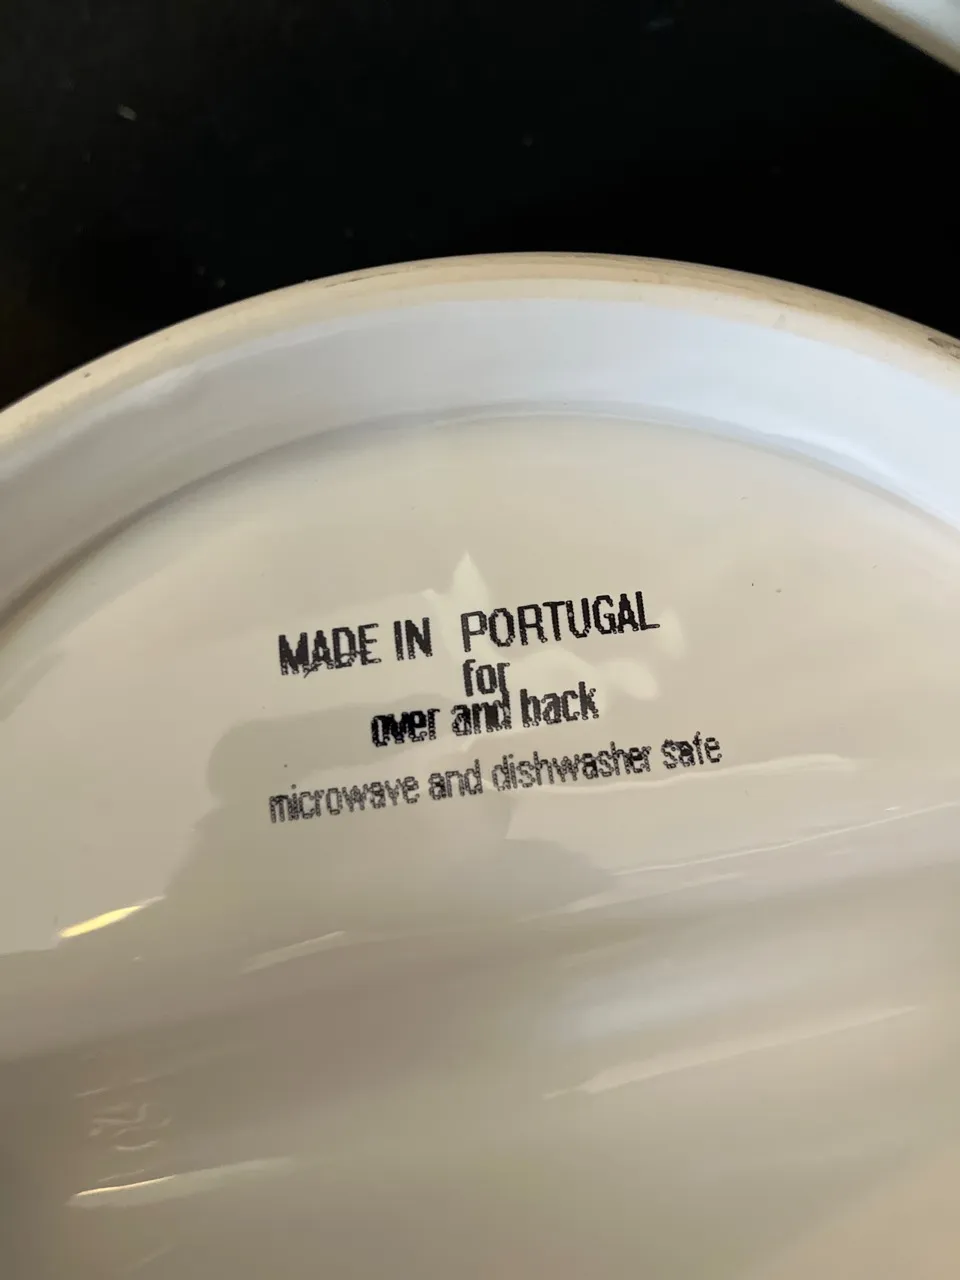 MADE IN PORTUGAL
for
over and back
microwave and dishwasher safe